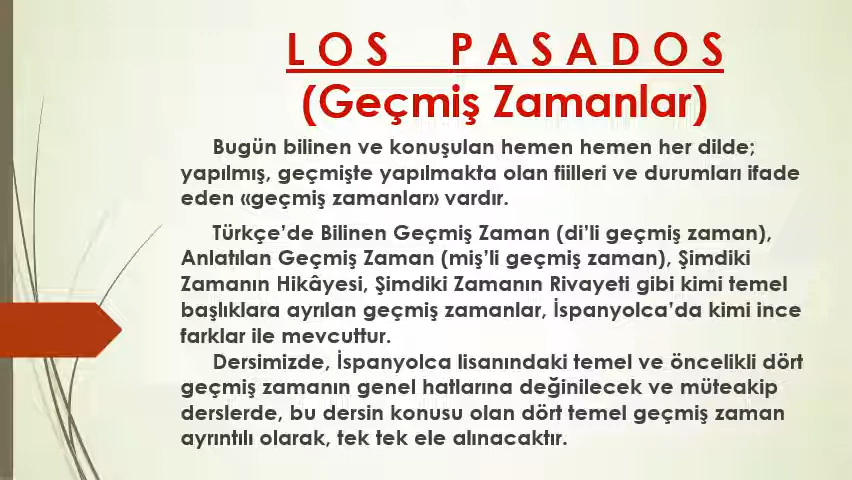 LOS PASADOS
(Geçmiş Zamanlar)
Bugün bilinen ve konuşulan hemen hemen her dilde;
yapılmış, geçmişte yapılmakta olan fiilleri ve durumları ifade
eden «geçmiş zamanlar» vardır.
Türkçe’de Bilinen Geçmiş Zaman (di’li geçmiş zaman),
Anlatılan Geçmiş Zaman (miş’li geçmiş zaman), Şimdiki
Zamanın Hikâyesi, Şimdiki Zamanın Rivayeti gibi kimi temel
başlıklara ayrılan geçmiş zamanlar, İspanyolca’da kimi ince
farklar ile mevcuttur.
Dersimizde, İspanyolca lisanındaki temel ve öncelikli dört
geçmiş zamanın genel hatlarına değinilecek ve müteakip
derslerde, bu dersin konusu olan dört temel geçmiş zaman
ayrıntılı olarak, tek tek ele alınacaktır.